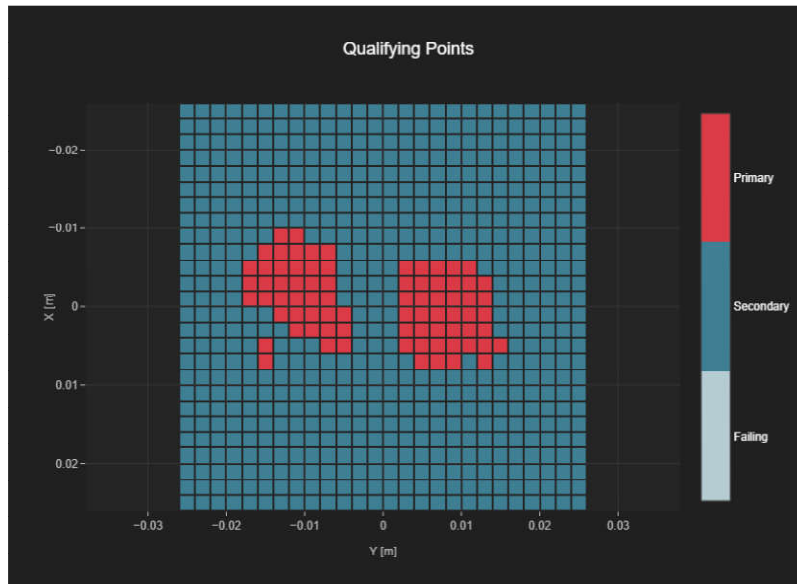 Qualifying Points
−0.02
−0.01
0
0.01
0.02
X [m]
−0.03
−0.02
−0.01
0
0.01
0.02
0.03
Y [m]
Primary
Secondary
Failing